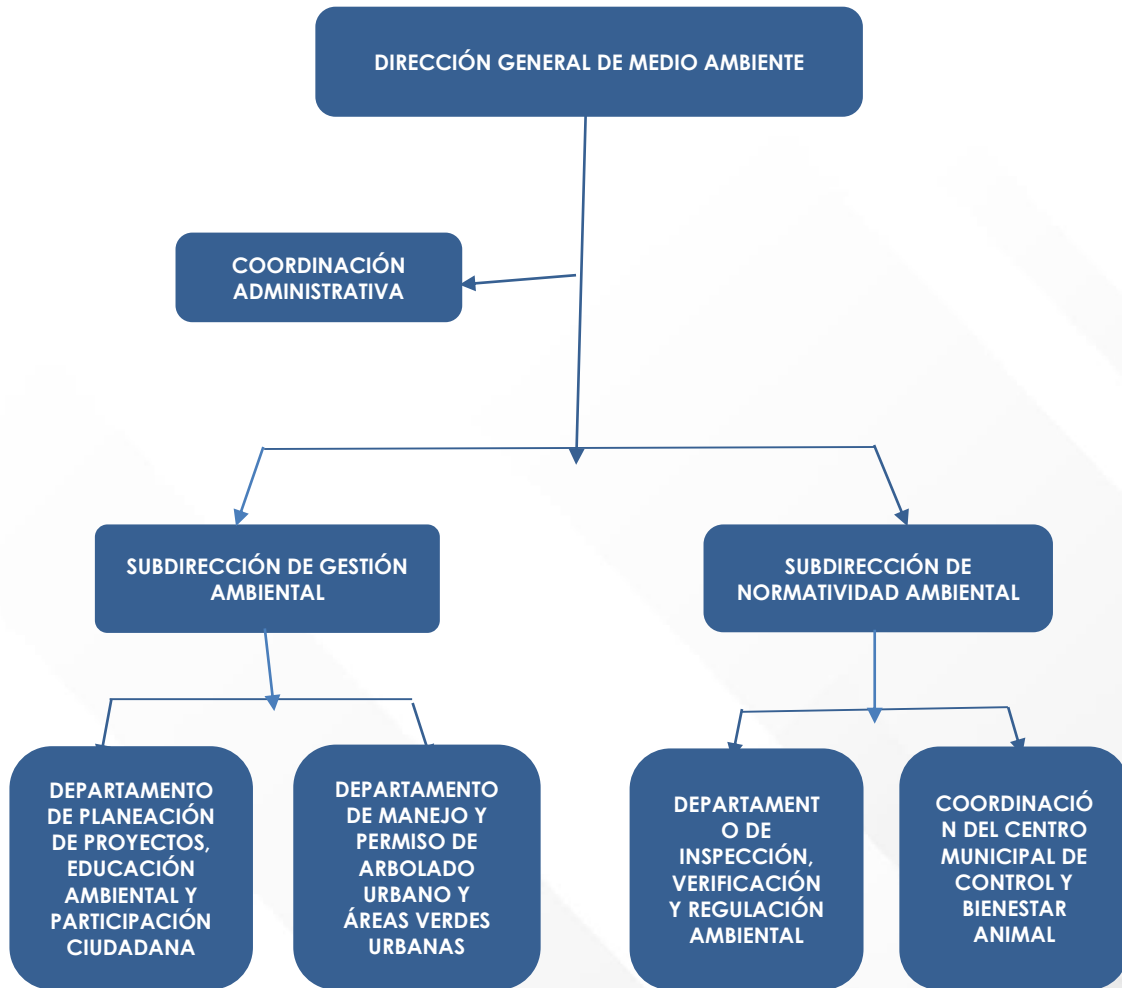 DIRECCIÓN GENERAL DE MEDIO AMBIENTE
COORDINACIÓN
ADMINISTRATIVA
SUBDIRECCIÓN DE GESTIÓN
AMBIENTAL
SUBDIRECCIÓN DE
NORMATIVIDAD AMBIENTAL
DEPARTAMENTO
DE PLANEACIÓN
DE PROYECTOS,
EDUCACIÓN
AMBIENTAL Y
PARTICIPACIÓN
CIUDADANA
DEPARTAMENTO
DE MANEJO Y
PERMISO DE
ARBOLADO
URBANO Y
ÁREAS VERDES
URBANAS
DEPARTAMENT
O DE
INSPECCIÓN,
VERIFICACIÓN
Y REGULACIÓN
AMBIENTAL
COORDINACIÓ
N DEL CENTRO
MUNICIPAL DE
CONTROL Y
BIENESTAR
ANIMAL